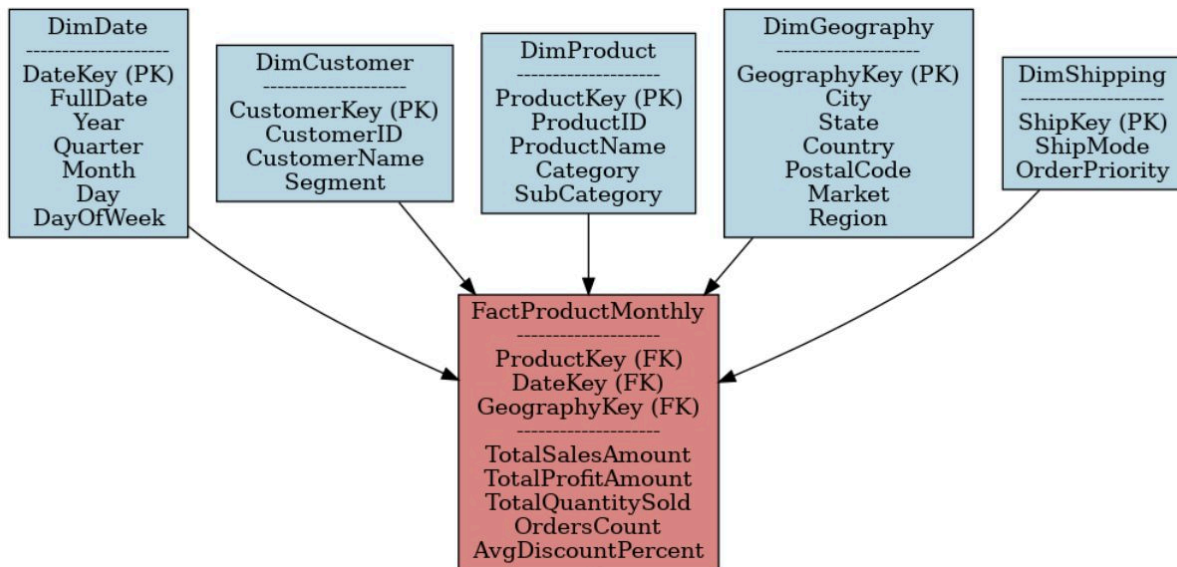 DimDate
--------------------
DateKey (PK)
FullDate
Year
Quarter
Month
Day
DayOfWeek
DimCustomer
--------------------
CustomerKey (PK)
CustomerID
CustomerName
Segment
DimProduct
--------------------
ProductKey (PK)
ProductID
ProductName
Category
SubCategory
DimGeography
--------------------
GeographyKey (PK)
City
State
Country
PostalCode
Market
Region
DimShipping
--------------------
ShipKey (PK)
ShipMode
OrderPriority
FactProductMonthly
--------------------
ProductKey (FK)
DateKey (FK)
GeographyKey (FK)
--------------------
TotalSalesAmount
TotalProfitAmount
TotalQuantitySold
OrdersCount
AvgDiscountPercent